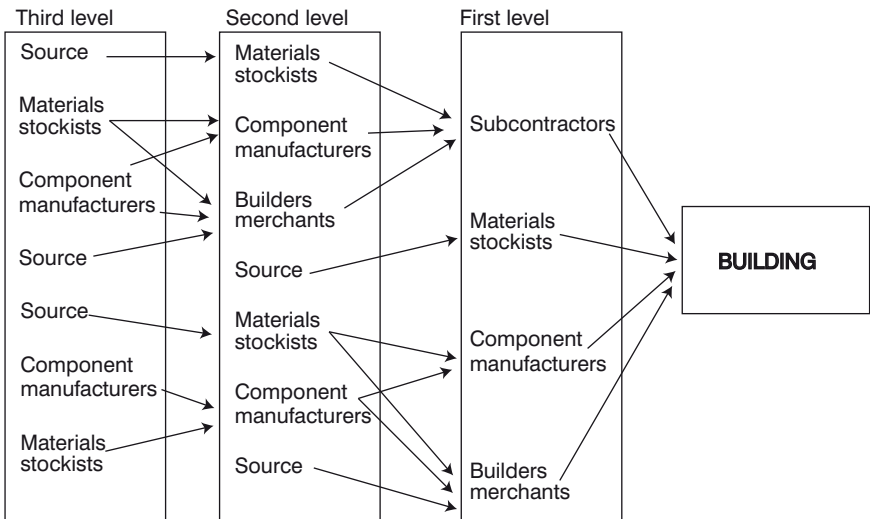 Third level
Source
Materials
stockists
Component
manufacturers
Source
Source
Component
manufacturers
Materials
stockists
Second level
Materials
stockists
Component
manufacturers
Builders
merchants
Source
Materials
stockists
Component
manufacturers
Source
First level
Subcontractors
Materials
stockists
Component
manufacturers
Builders
merchants
BUILDING